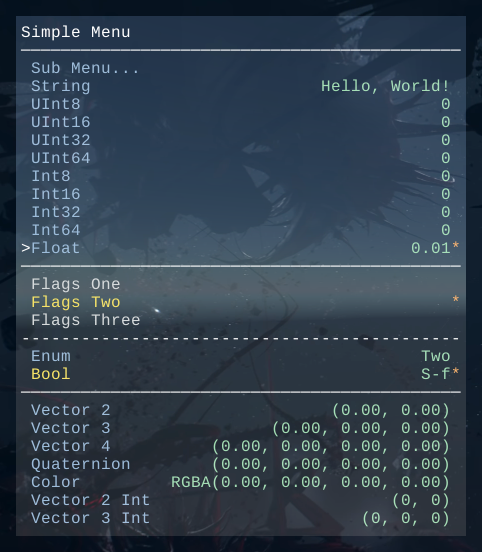 Simple Menu
Sub Menu...
String Hello, World!
UInt8 0
UInt16 0
UInt32 0
UInt64 0
Int8 0
Int16 0
Int32 0
Int64 0
>Float 0.01*
Flags One
Flags Two *
Flags Three
Enum Two
Bool S-f*
Vector 2 (0.00, 0.00)
Vector 3 (0.00, 0.00, 0.00)
Vector 4 (0.00, 0.00, 0.00, 0.00)
Quaternion (0.00, 0.00, 0.00, 0.00)
Color RGBA(0.00, 0.00, 0.00, 0.00)
Vector 2 Int (0, 0)
Vector 3 Int (0, 0, 0)